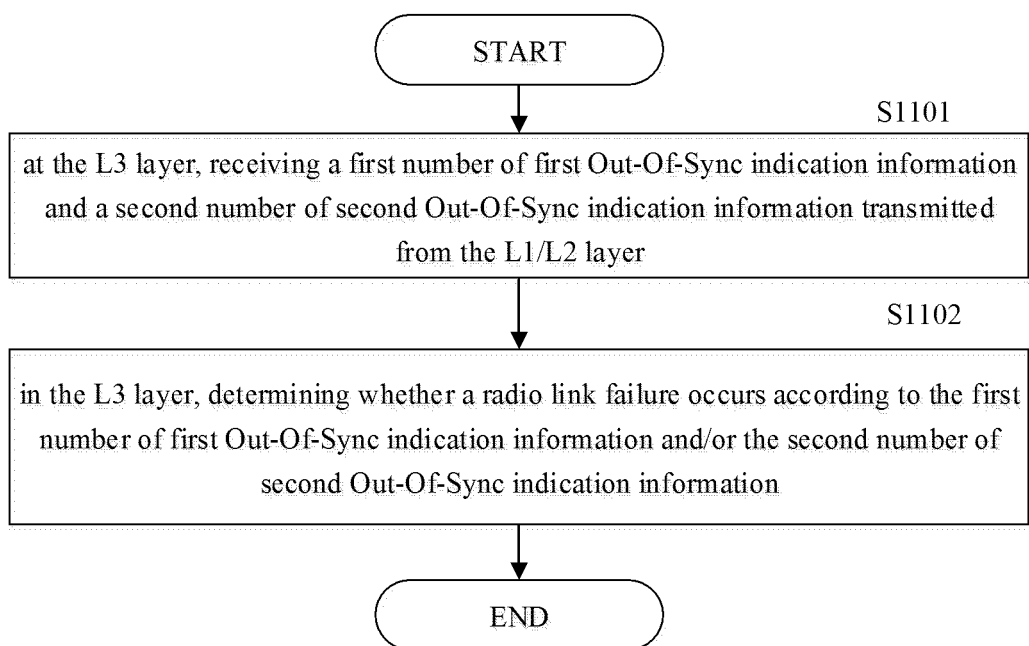 START
S1101
at the L3 layer, receiving a first number of first Out-Of-Sync indication information
and a second number of second Out-Of-Sync indication information transmitted
from the L1/L2 layer
S1102
in the L3 layer, determining whether a radio link failure occurs according to the first
number of first Out-Of-Sync indication information and/or the second number of
second Out-Of-Sync indication information
END